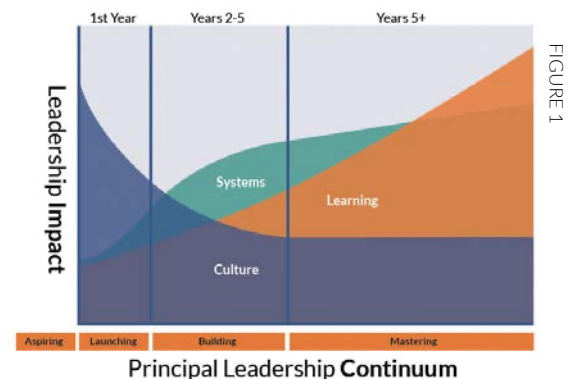 1st Year
Years 2-5
Years 5+
FIGURE 1
Leadership Impact
Systems
Learning
Culture
Aspiring
Launching
Building
Mastering
Principal Leadership Continuum